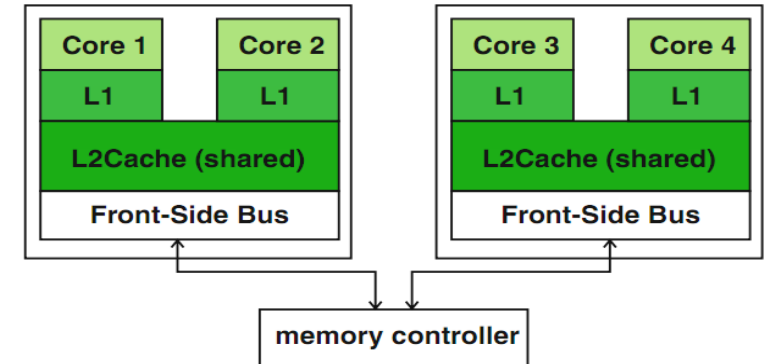 Core 1
Core 2
L1
L1
L2Cache (shared)
Front-Side Bus
Core 3
Core 4
L1
L1
L2Cache (shared)
Front-Side Bus
memory controller